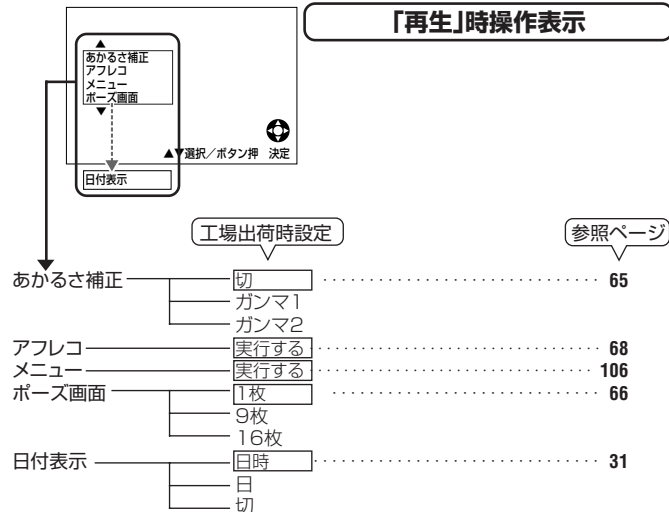 「再生」時操作表示
▲
あかるさ補正
アフレコ
メニュー
ポーズ画面
▼
▲▼選択／ボタン押 決定
日付表示
工場出荷時設定 参照ページ
あかるさ補正 切 65
ガンマ1
ガンマ2
アフレコ 実行する 68
メニュー 実行する 106
ポーズ画面 1枚 66
9枚
16枚
日付表示 日時 31
日
切